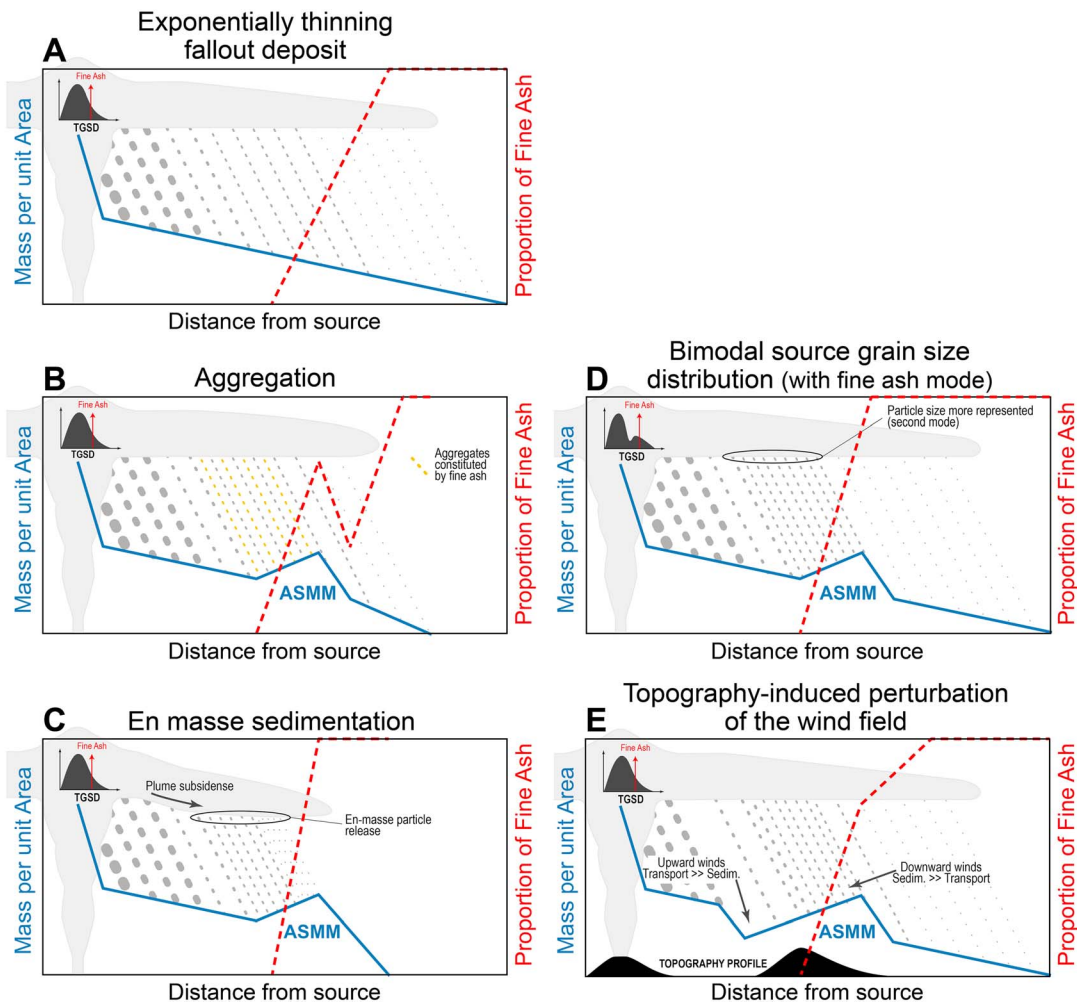 A
Exponentially thinning
fallout deposit
Fine Ash
TGSD
Mass per unit Area
Proportion of Fine Ash
Distance from source
B
Aggregation
Fine Ash
TGSD
Aggregates
constituted
by fine ash
ASMM
Mass per unit Area
Proportion of Fine Ash
Distance from source
D
Bimodal source grain size
distribution (with fine ash mode)
Fine Ash
TGSD
Particle size more represented
(second mode)
ASMM
Mass per unit Area
Proportion of Fine Ash
Distance from source
C
En masse sedimentation
Fine Ash
TGSD
Plume subsidense
En-masse particle
release
ASMM
Mass per unit Area
Proportion of Fine Ash
Distance from source
E
Topography-induced perturbation
of the wind field
Fine Ash
TGSD
Upward winds
Transport >> Sedim.
Downward winds
Sedim. >> Transport
ASMM
TOPOGRAPHY PROFILE
Mass per unit Area
Proportion of Fine Ash
Distance from source